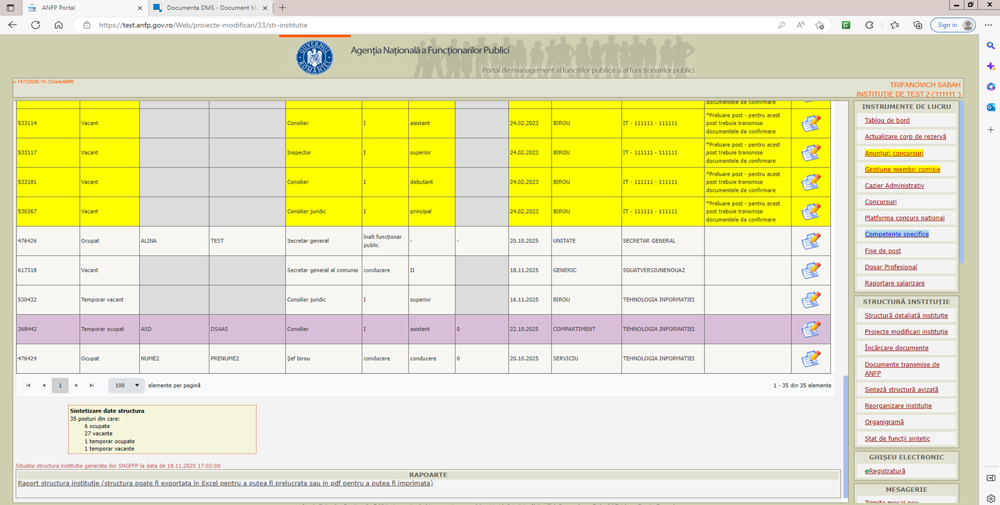 ANFP Portal
Documenta DMS - Document Ma
https://test.anfp.gov.ro/Web/proiecte-modificari/33/str-institutie
Sign in
GUVERNUL ROMÂNIEI
Agenția Națională a Funcționarilor Publici
Portal de management al funcțiilor publice și al funcționarilor publici
v.147/2025-11-12/e4d96f6
TRIFANOVICH SABAH
INSTITUȚIE DE TEST 2 ('111111 ')
documentele de confirmare
533114 Vacant Consilier I asistent 24.02.2023 BIROU IT - 111111 - 111111 *Preluare post - pentru acest post trebuie transmise documentele de confirmare
533117 Vacant Inspector I superior 24.02.2023 BIROU IT - 111111 - 111111 *Preluare post - pentru acest post trebuie transmise documentele de confirmare
533181 Vacant Consilier I debutant 24.02.2023 BIROU IT - 111111 - 111111 *Preluare post - pentru acest post trebuie transmise documentele de confirmare
530367 Vacant Consilier juridic I principal 24.02.2023 BIROU IT - 111111 - 111111 *Preluare post - pentru acest post trebuie transmise documentele de confirmare
476426 Ocupat ALINA TEST Secretar general înalt funcționar public - - 20.10.2025 UNITATE SECRETAR GENERAL
617318 Vacant Secretar general al comunei conducere II 18.11.2025 GENERIC SGUATVERSIUNENOUA2
530432 Temporar vacant Consilier juridic I superior 16.11.2025 BIROU TEHNOLOGIA INFORMATIEI
368442 Temporar ocupat ASD DSAAS Consilier I asistent 0 22.10.2025 COMPARTIMENT TEHNOLOGIA INFORMATIEI
476424 Ocupat NUME2 PRENUME2 Șef birou conducere conducere 0 20.10.2025 SERVICIU TEHNOLOGIA INFORMATIEI
1 100 elemente per pagină 1 - 35 din 35 elemente
Sintetizare date structura
35 posturi din care:
6 ocupate
27 vacante
1 temporar ocupate
1 temporar vacante
Situatie structura institutie generata din SNGFFP la data de 18.11.2025 17:02:00
RAPOARTE
Raport structura institutie (structura poate fi exportata in Excel pentru a putea fi prelucrata sau in pdf pentru a putea fi imprimata)
INSTRUMENTE DE LUCRU
Tablou de bord
Actualizare corp de rezervă
Anunțuri concursuri
Gestiune membri comisie
Cazier Administrativ
Concursuri
Platforma concurs national
Competențe specifice
Fișe de post
Dosar Profesional
Raportare salarizare
STRUCTURĂ INSTITUȚIE
Structură detaliată instituție
Proiecte modificari instituție
Încărcare documente
Documente transmise de
ANFP
Sinteză structură avizată
Reorganizare instituție
Organigramă
Ștat de funcții sintetic
GHIȘEU ELECTRONIC
eRegistratură
MESAGERIE
Trimite mesaj nou